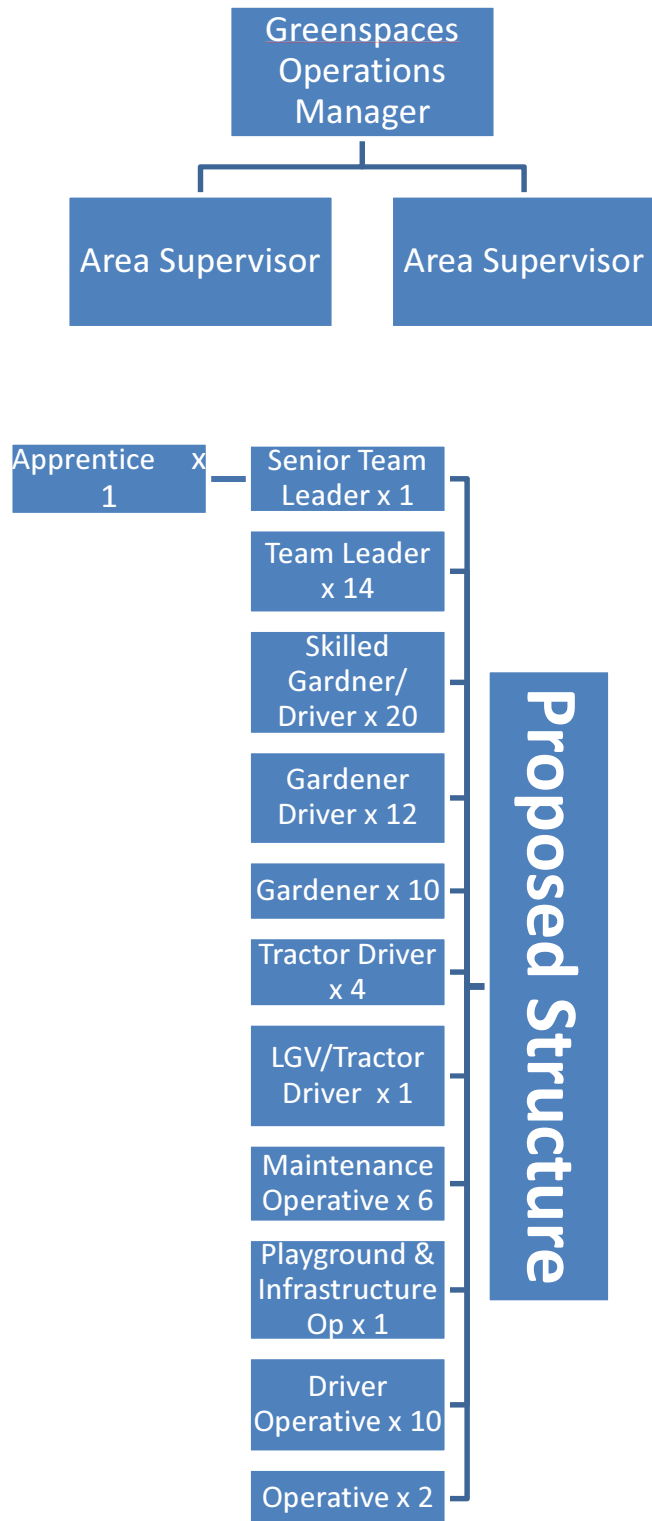 Greenspaces
Operations
Manager
Area Supervisor
Area Supervisor
Apprentice x
1
Senior Team
Leader x 1
Team Leader
x 14
Skilled
Gardner/
Driver x 20
Gardener
Driver x 12
Gardener x 10
Tractor Driver
x 4
LGV/Tractor
Driver x 1
Maintenance
Operative x 6
Playground &
Infrastructure
Op x 1
Driver
Operative x 10
Operative x 2
Proposed Structure